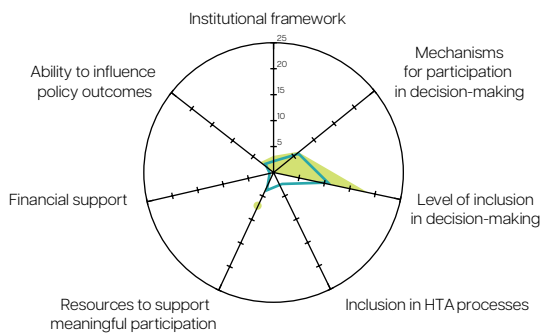 Institutional framework
25
20
15
10
5
Mechanisms
for participation
in decision-making
Level of inclusion
in decision-making
Inclusion in HTA processes
Resources to support
meaningful participation
Financial support
Ability to influence
policy outcomes